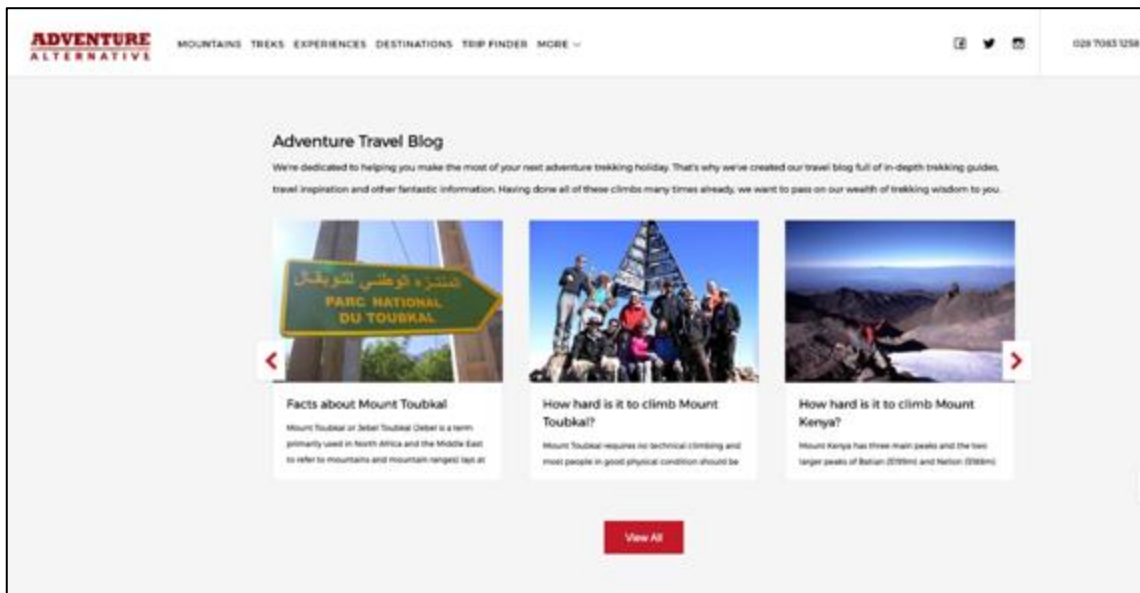 ADVENTURE
ALTERNATIVE
MOUNTAINS TREKS EXPERIENCES DESTINATIONS TRIP FINDER MORE
028 7083 1258
Adventure Travel Blog
We're dedicated to helping you make the most of your next adventure trekking holiday. That's why we've created our travel blog full of in-depth trekking guides,
travel inspiration and other fantastic information. Having done all of these climbs many times already, we want to pass on our wealth of trekking wisdom to you.
المنتزه الوطني لتوبقال
PARC NATIONAL
DU TOUBKAL
Facts about Mount Toubkal
Mount Toubkal or Jebel Toubkal (Jebel is a term
primarily used in North Africa and the Middle East
to refer to mountains and mountain ranges) lays at
How hard is it to climb Mount
Toubkal?
Mount Toubkal requires no technical climbing and
most people in good physical condition should be
How hard is it to climb Mount
Kenya?
Mount Kenya has three main peaks and the two
larger peaks of Batian (5199m) and Nelion (5188m)
View All